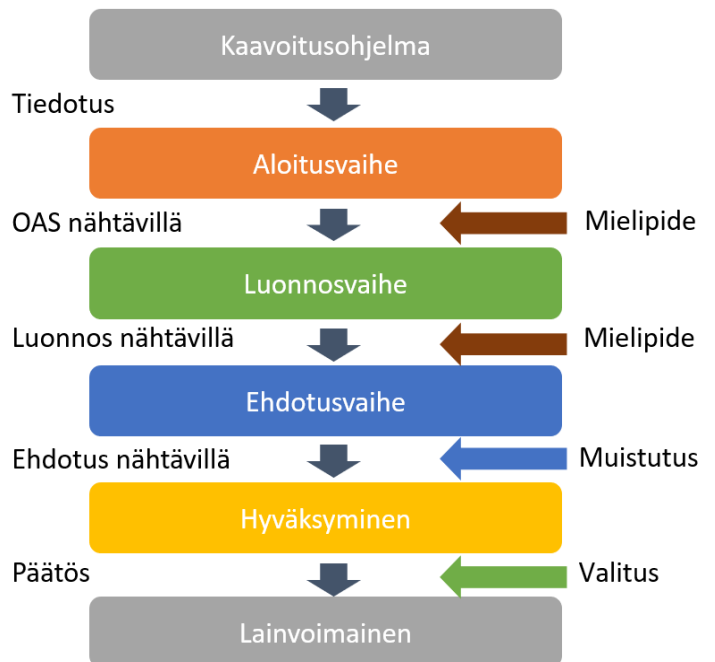 Kaavoitusohjelma
Tiedotus
Aloitusvaihe
OAS nähtävillä
Mielipide
Luonnosvaihe
Luonnos nähtävillä
Mielipide
Ehdotusvaihe
Ehdotus nähtävillä
Muistutus
Hyväksyminen
Päätös
Valitus
Lainvoimainen